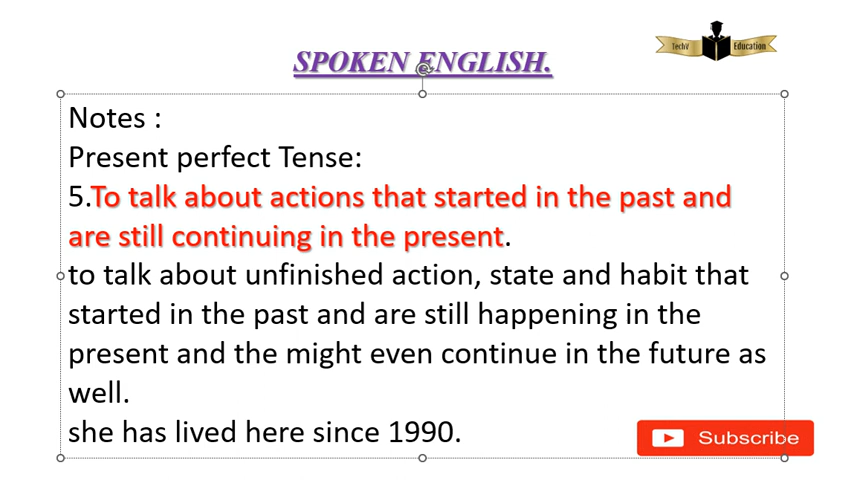 SPOKEN ENGLISH.
TechV Education
Notes :
Present perfect Tense:
5.To talk about actions that started in the past and
are still continuing in the present.
to talk about unfinished action, state and habit that
started in the past and are still happening in the
present and the might even continue in the future as
well.
she has lived here since 1990.
Subscribe